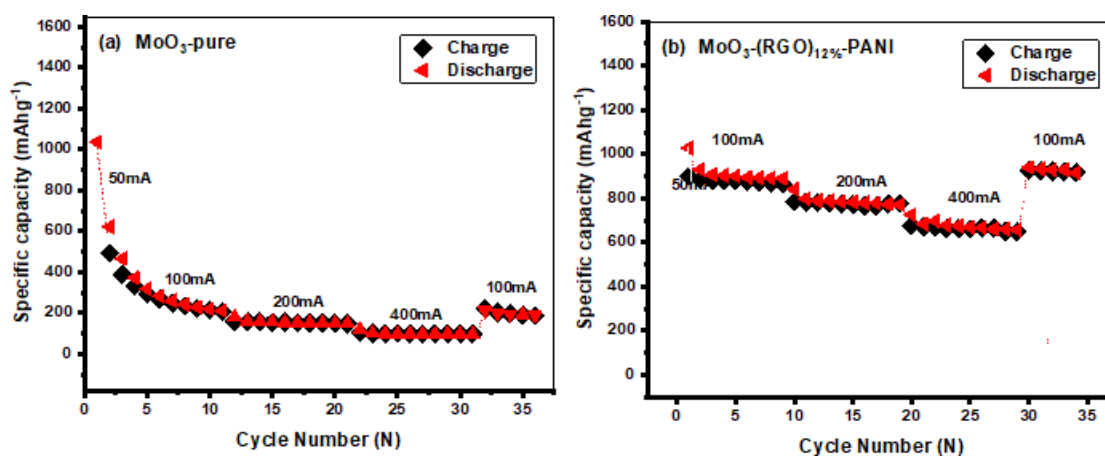 (a) MoO₃-pure
Charge
Discharge
50mA
100mA
200mA
400mA
100mA
1600
1400
1200
1000
800
600
400
200
0
Specific capacity (mAhg⁻¹)
0 5 10 15 20 25 30 35
Cycle Number (N)
(b) MoO₃-(RGO)₁₂%-PANI
Charge
Discharge
100mA
50mA
200mA
400mA
100mA
1600
1400
1200
1000
800
600
400
200
0
Specific capacity (mAhg⁻¹)
0 5 10 15 20 25 30 35
Cycle Number (N)